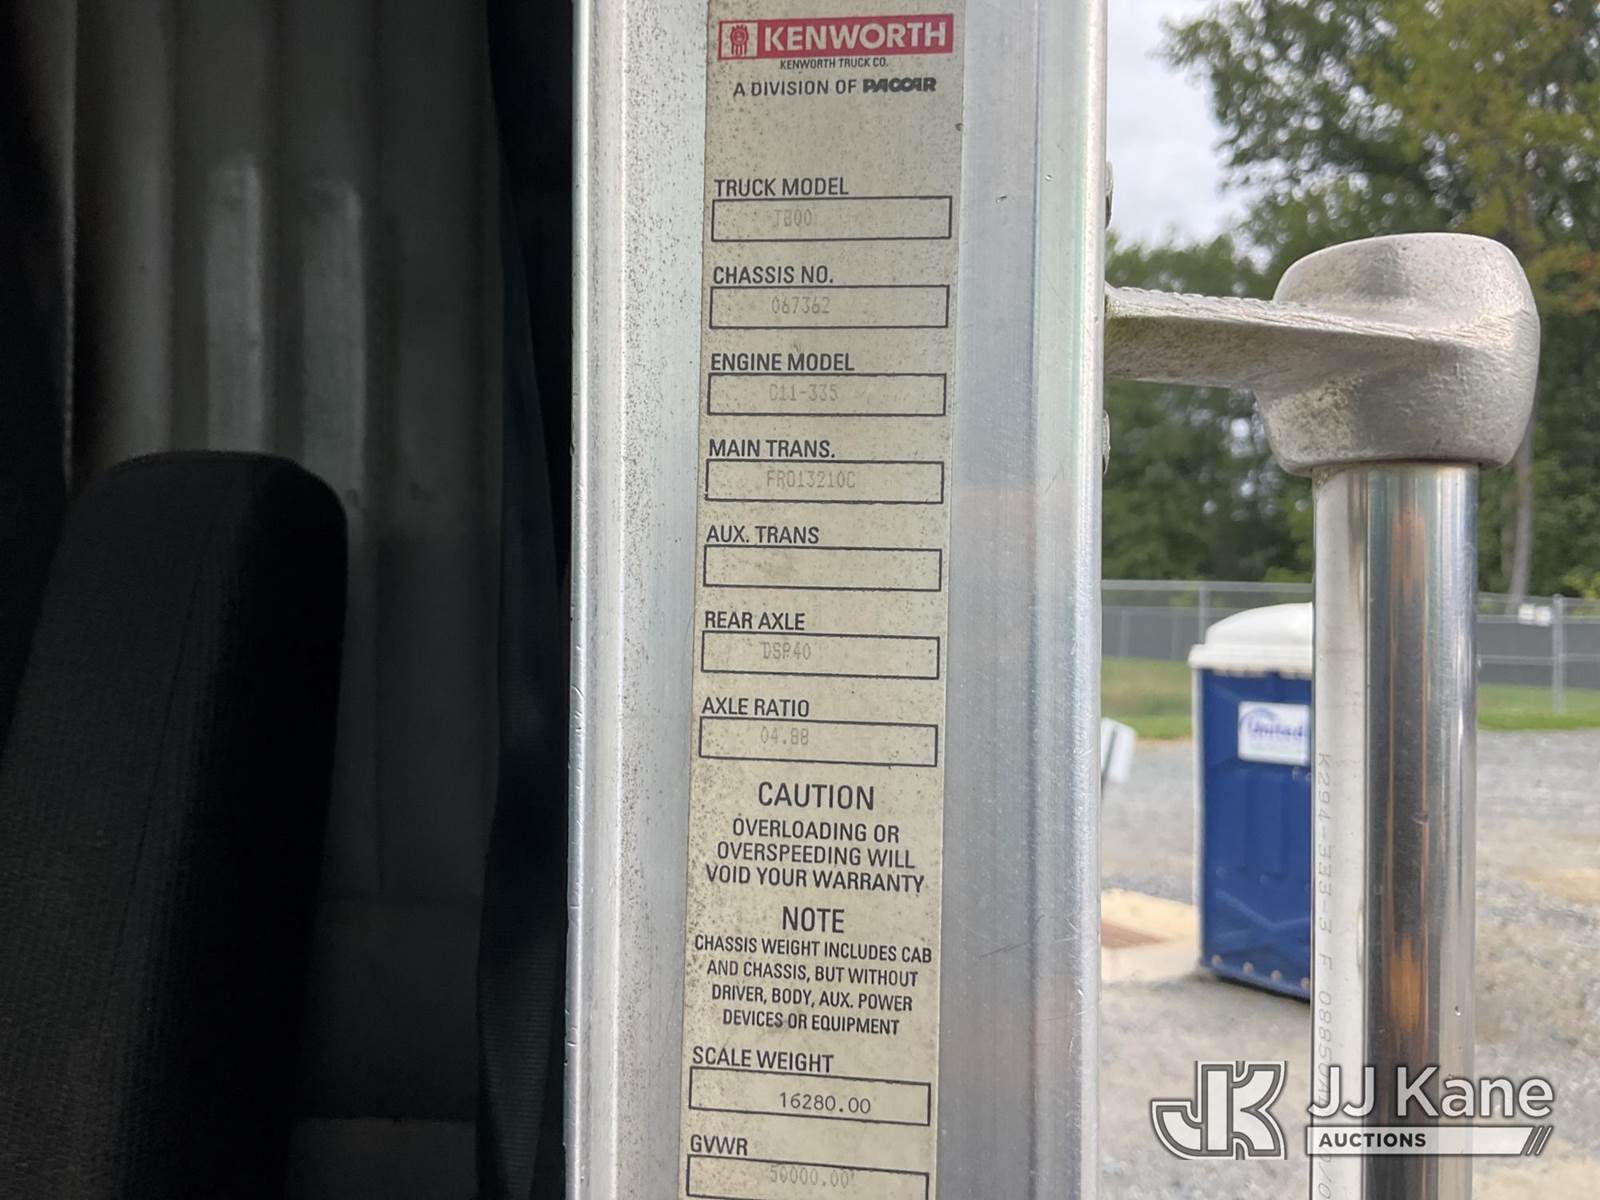 KENWORTH
KENWORTH TRUCK CO.
A DIVISION OF PACCAR
TRUCK MODEL
T800
CHASSIS NO.
067362
ENGINE MODEL
C11-335
MAIN TRANS.
FRO13210C
AUX. TRANS
REAR AXLE
DSP40
AXLE RATIO
04.88
CAUTION
OVERLOADING OR
OVERSPEEDING WILL
VOID YOUR WARRANTY
NOTE
CHASSIS WEIGHT INCLUDES CAB
AND CHASSIS, BUT WITHOUT
DRIVER, BODY, AUX. POWER
DEVICES OR EQUIPMENT
SCALE WEIGHT
16280.00
GVWR
50000.00
United
K294-333-3 F
JJ Kane
AUCTIONS